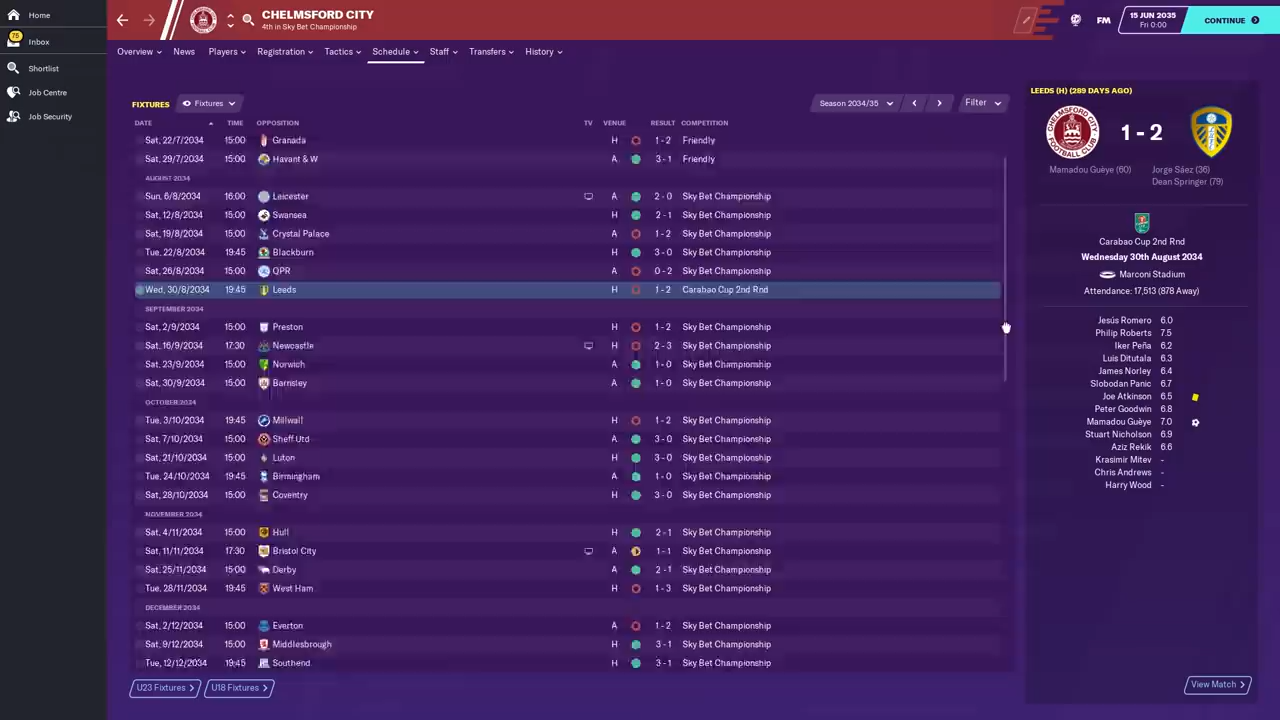 Home
75
Inbox
Shortlist
Job Centre
Job Security
CHELMSFORD CITY
4th in Sky Bet Championship
FM
15 JUN 2035
Fri 0:00
CONTINUE
Overview
News
Players
Registration
Tactics
Schedule
Staff
Transfers
History
FIXTURES
Fixtures
Season 2034/35
Filter
DATE TIME OPPOSITION TV VENUE RESULT COMPETITION
Sat, 22/7/2034 15:00 Granada H 1 - 2 Friendly
Sat, 29/7/2034 15:00 Havant & W A 3 - 1 Friendly
AUGUST 2034
Sun, 6/8/2034 16:00 Leicester A 2 - 0 Sky Bet Championship
Sat, 12/8/2034 15:00 Swansea H 2 - 1 Sky Bet Championship
Sat, 19/8/2034 15:00 Crystal Palace A 1 - 2 Sky Bet Championship
Tue, 22/8/2034 19:45 Blackburn H 3 - 0 Sky Bet Championship
Sat, 26/8/2034 15:00 QPR A 0 - 2 Sky Bet Championship
Wed, 30/8/2034 19:45 Leeds H 1 - 2 Carabao Cup 2nd Rnd
SEPTEMBER 2034
Sat, 2/9/2034 15:00 Preston H 1 - 2 Sky Bet Championship
Sat, 16/9/2034 17:30 Newcastle H 2 - 3 Sky Bet Championship
Sat, 23/9/2034 15:00 Norwich A 1 - 0 Sky Bet Championship
Sat, 30/9/2034 15:00 Barnsley A 1 - 0 Sky Bet Championship
OCTOBER 2034
Tue, 3/10/2034 19:45 Millwall H 1 - 2 Sky Bet Championship
Sat, 7/10/2034 15:00 Sheff Utd A 3 - 0 Sky Bet Championship
Sat, 21/10/2034 15:00 Luton H 3 - 0 Sky Bet Championship
Tue, 24/10/2034 19:45 Birmingham A 1 - 0 Sky Bet Championship
Sat, 28/10/2034 15:00 Coventry H 3 - 0 Sky Bet Championship
NOVEMBER 2034
Sat, 4/11/2034 15:00 Hull H 2 - 1 Sky Bet Championship
Sat, 11/11/2034 17:30 Bristol City A 1 - 1 Sky Bet Championship
Sat, 25/11/2034 15:00 Derby A 2 - 1 Sky Bet Championship
Tue, 28/11/2034 19:45 West Ham H 1 - 3 Sky Bet Championship
DECEMBER 2034
Sat, 2/12/2034 15:00 Everton A 1 - 2 Sky Bet Championship
Sat, 9/12/2034 15:00 Middlesbrough H 3 - 1 Sky Bet Championship
Tue, 12/12/2034 19:45 Southend H 3 - 1 Sky Bet Championship
U23 Fixtures
U18 Fixtures
LEEDS (H) (289 DAYS AGO)
1 - 2
Mamadou Guèye (60)
Jorge Sáez (36)
Dean Springer (79)
Carabao Cup 2nd Rnd
Wednesday 30th August 2034
Marconi Stadium
Attendance: 17,513 (878 Away)
Jesús Romero 6.0
Philip Roberts 7.5
Iker Peña 6.2
Luis Ditutala 6.3
James Norley 6.4
Slobodan Panic 6.7
Joe Atkinson 6.5
Peter Goodwin 6.8
Mamadou Guèye 7.0
Stuart Nicholson 6.9
Aziz Rekik 6.6
Krasimir Mitev -
Chris Andrews -
Harry Wood -
View Match